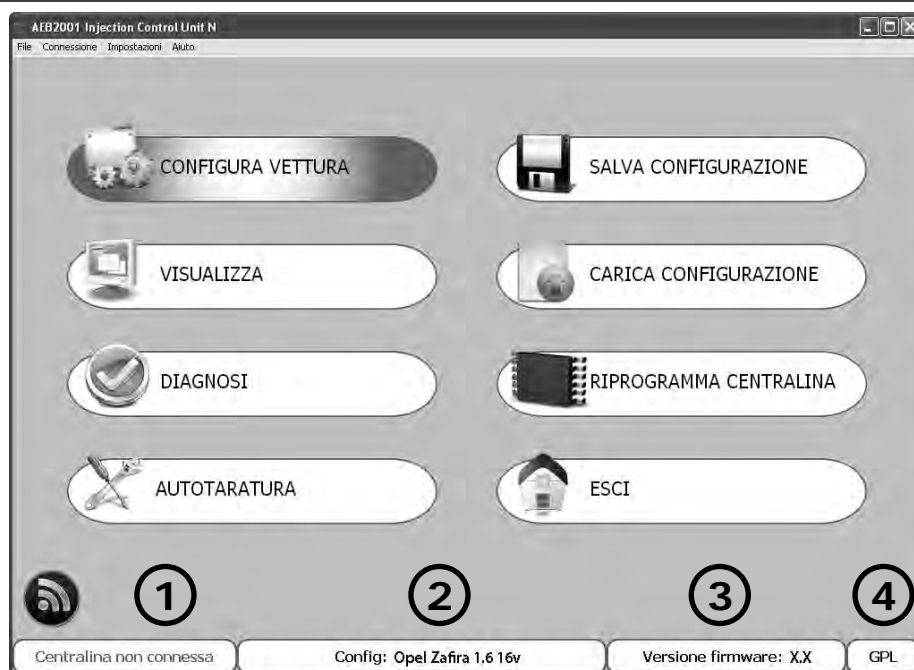 AEB2001 Injection Control Unit N
File Connessione Impostazioni Aiuto
CONFIGURA VETTURA
SALVA CONFIGURAZIONE
VISUALIZZA
CARICA CONFIGURAZIONE
DIAGNOSI
RIPROGRAMMA CENTRALINA
AUTOTARATURA
ESCI
1 2 3 4
Centralina non connessa Config: Opel Zafira 1.6 16v Versione firmware: X.X GPL